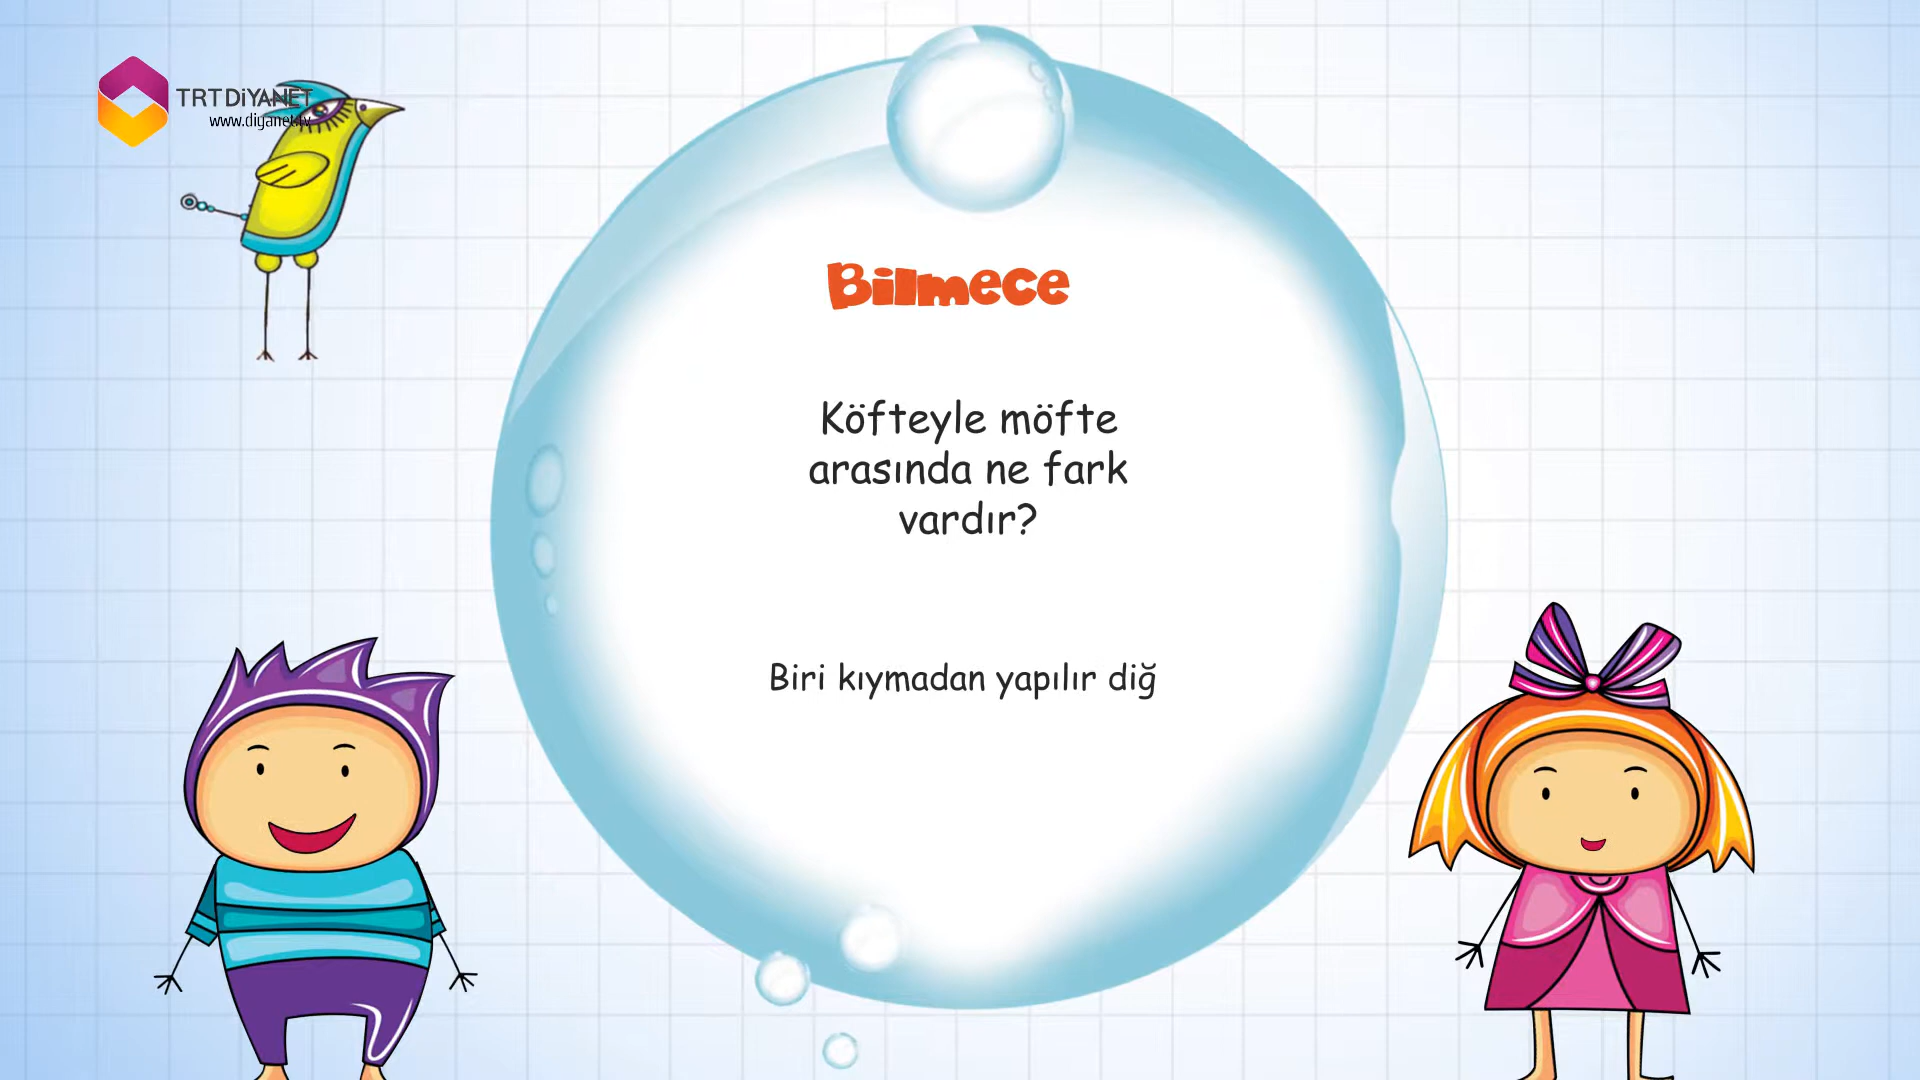 TRT DİYANET
www.diyanet.tv
Bilmece
Köfteyle möfte
arasında ne fark
vardır?
Biri kıymadan yapılır diğ